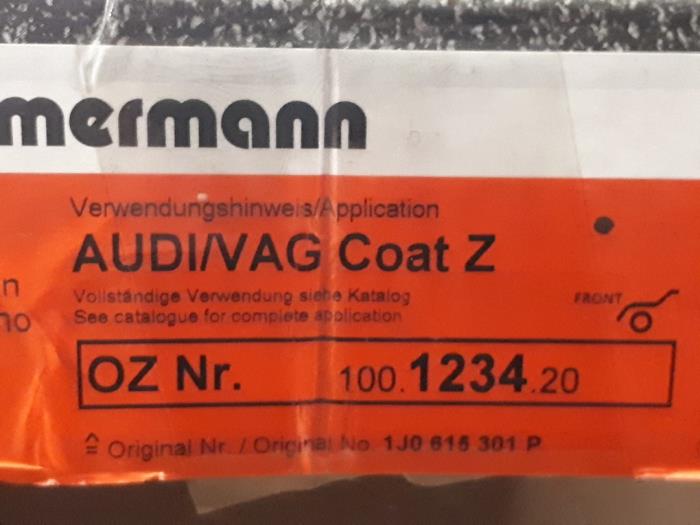 mermann
Verwendungshinweis/Application
AUDI/VAG Coat Z
n
Vollständige Verwendung siehe Katalog
FRONT
no
See catalogue for complete application
OZ Nr. 100.1234.20
≙ Original Nr. / Original No. 1J0 615 301 P